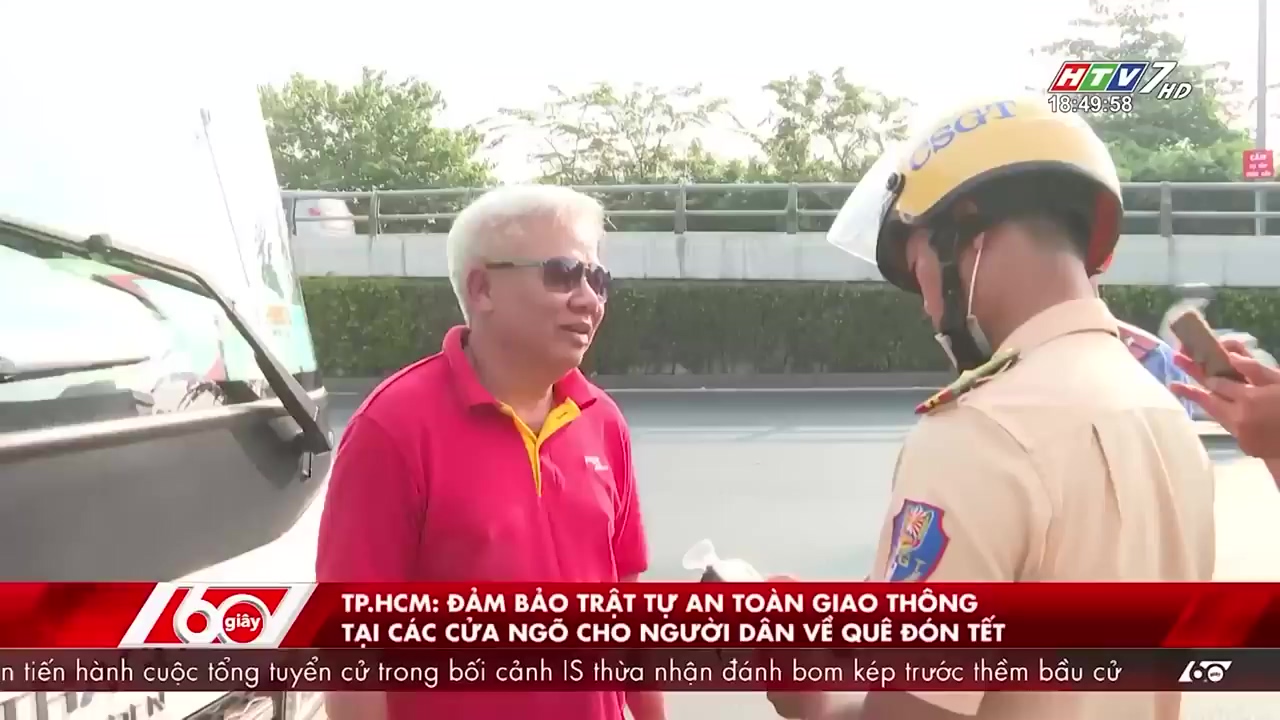 HTV7 HD
18:49:58
CSGT
CẤM
60 giây
TP.HCM: ĐẢM BẢO TRẬT TỰ AN TOÀN GIAO THÔNG
TẠI CÁC CỬA NGÕ CHO NGƯỜI DÂN VỀ QUÊ ĐÓN TẾT
n tiến hành cuộc tổng tuyển cử trong bối cảnh IS thừa nhận đánh bom kép trước thềm bầu cử
60